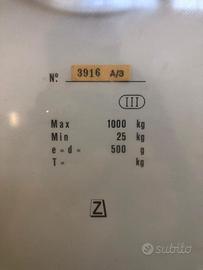 N° 3916 A/3
III
Max 1000 kg
Min 25 kg
e=d= 500 g
T= kg
Z
subito